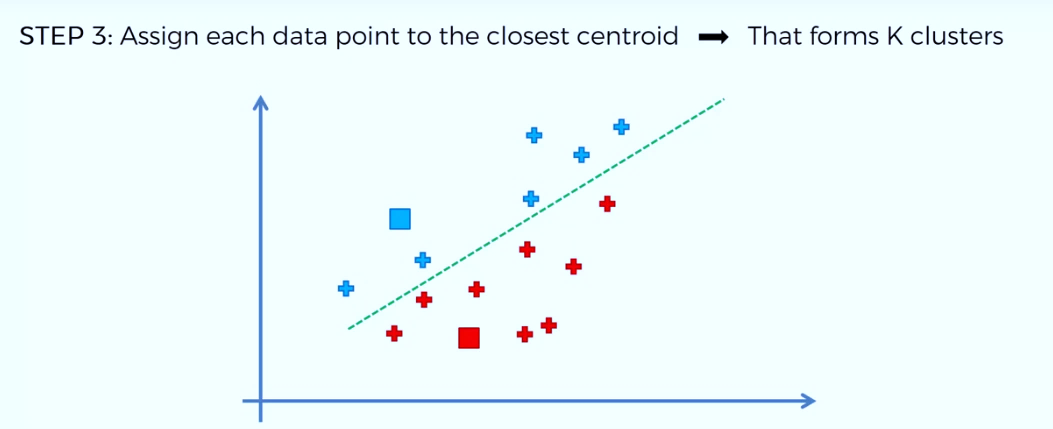 STEP 3: Assign each data point to the closest centroid ➡ That forms K clusters